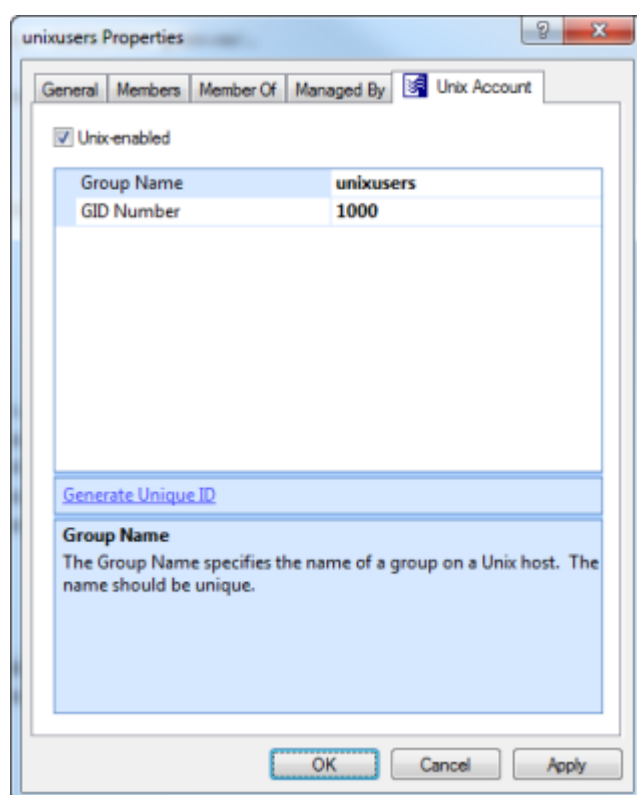 unixusers Properties
General Members Member Of Managed By Unix Account
Unix-enabled
Group Name unixusers
GID Number 1000
Generate Unique ID
Group Name
The Group Name specifies the name of a group on a Unix host. The
name should be unique.
OK Cancel Apply